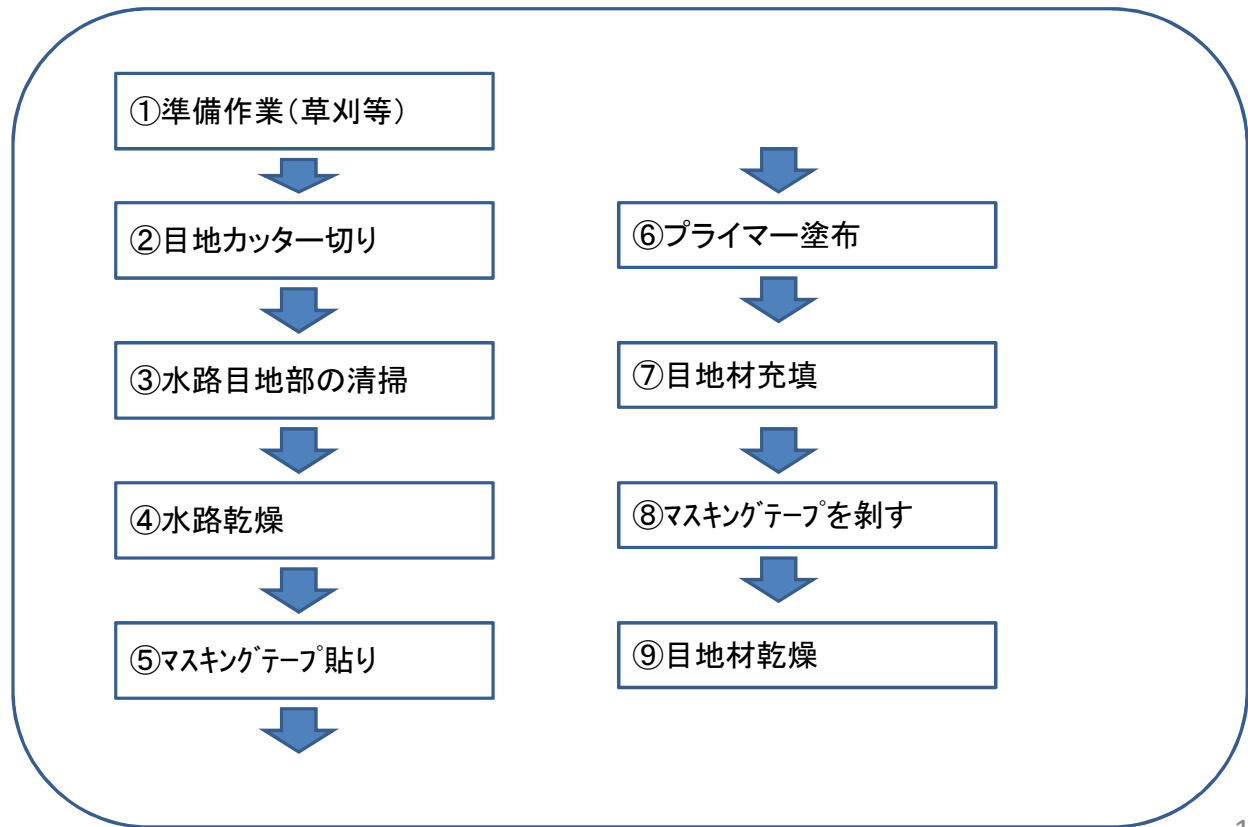 ①準備作業(草刈等)
②目地カッター切り
③水路目地部の清掃
④水路乾燥
⑤ﾏｽｷﾝｸﾞﾃｰﾌﾟ貼り
⑥プライマー塗布
⑦目地材充填
⑧ﾏｽｷﾝｸﾞﾃｰﾌﾟを剝す
⑨目地材乾燥